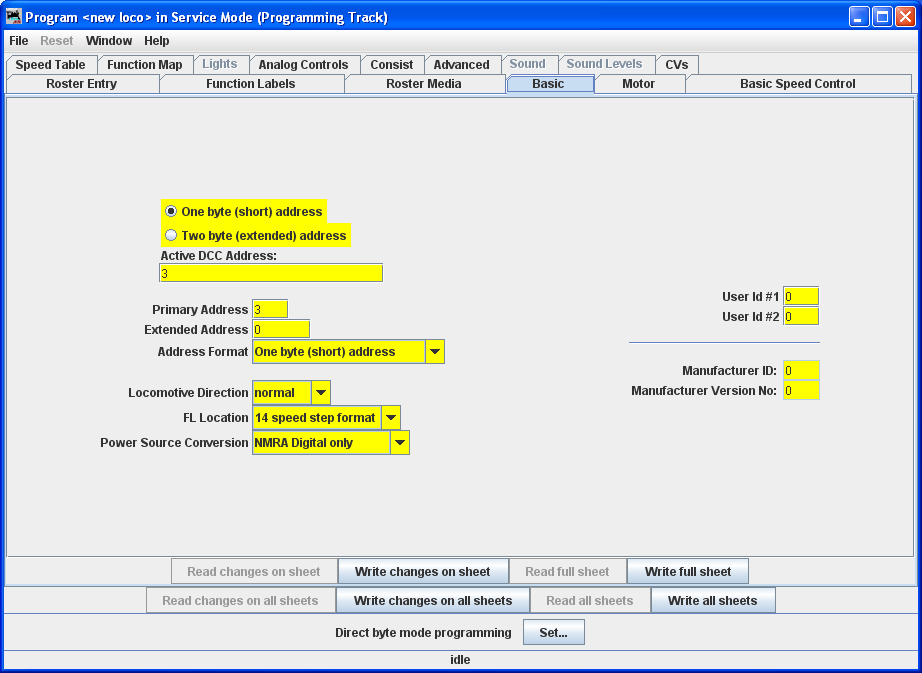 Program <new loco> in Service Mode (Programming Track)
File Reset Window Help
Speed Table Function Map Lights Analog Controls Consist Advanced Sound Sound Levels CVs
Roster Entry Function Labels Roster Media Basic Motor Basic Speed Control
One byte (short) address
Two byte (extended) address
Active DCC Address:
3
Primary Address 3
Extended Address 0
Address Format One byte (short) address
Locomotive Direction normal
FL Location 14 speed step format
Power Source Conversion NMRA Digital only
User Id #1 0
User Id #2 0
Manufacturer ID: 0
Manufacturer Version No: 0
Read changes on sheet Write changes on sheet Read full sheet Write full sheet
Read changes on all sheets Write changes on all sheets Read all sheets Write all sheets
Direct byte mode programming Set...
idle